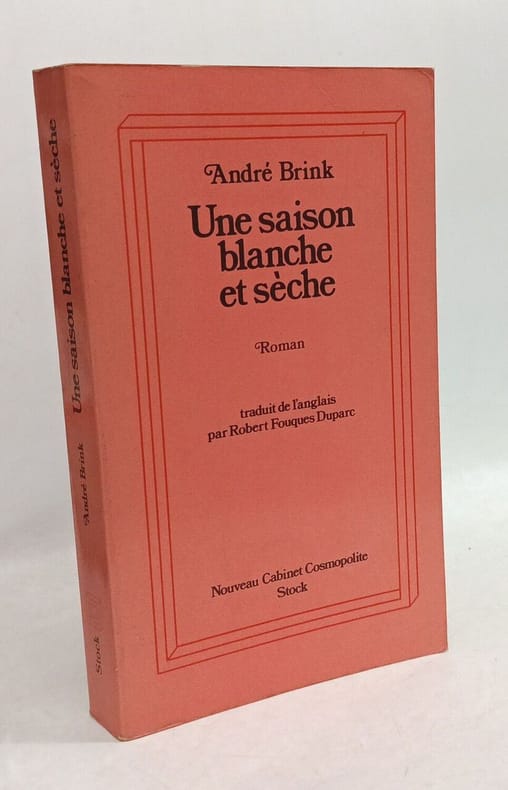 André Brink
Une saison
blanche
et sèche
Roman
traduit de l'anglais
par Robert Fouques Duparc
Nouveau Cabinet Cosmopolite
Stock
Une saison blanche et sèche
André Brink
Stock